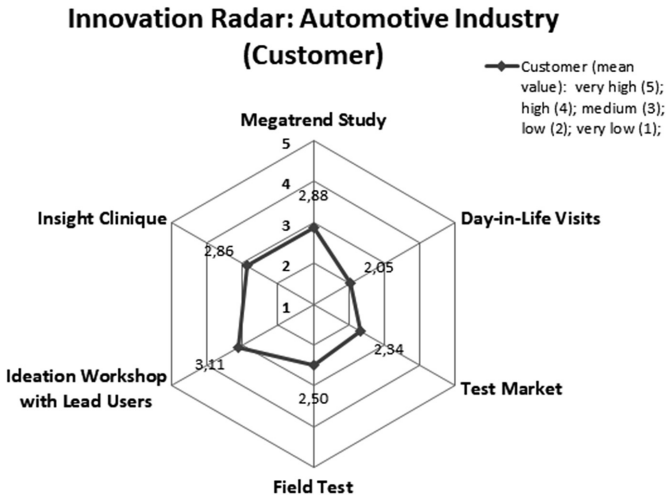 Innovation Radar: Automotive Industry
(Customer)
Customer (mean
value):  very high (5);
high (4); medium (3);
low (2); very low (1);
Megatrend Study
5
4
2,88
Insight Clinique
Day-in-Life Visits
3
2,86
2,05
2
1
2,34
3,11
Ideation Workshop
with Lead Users
Test Market
2,50
Field Test